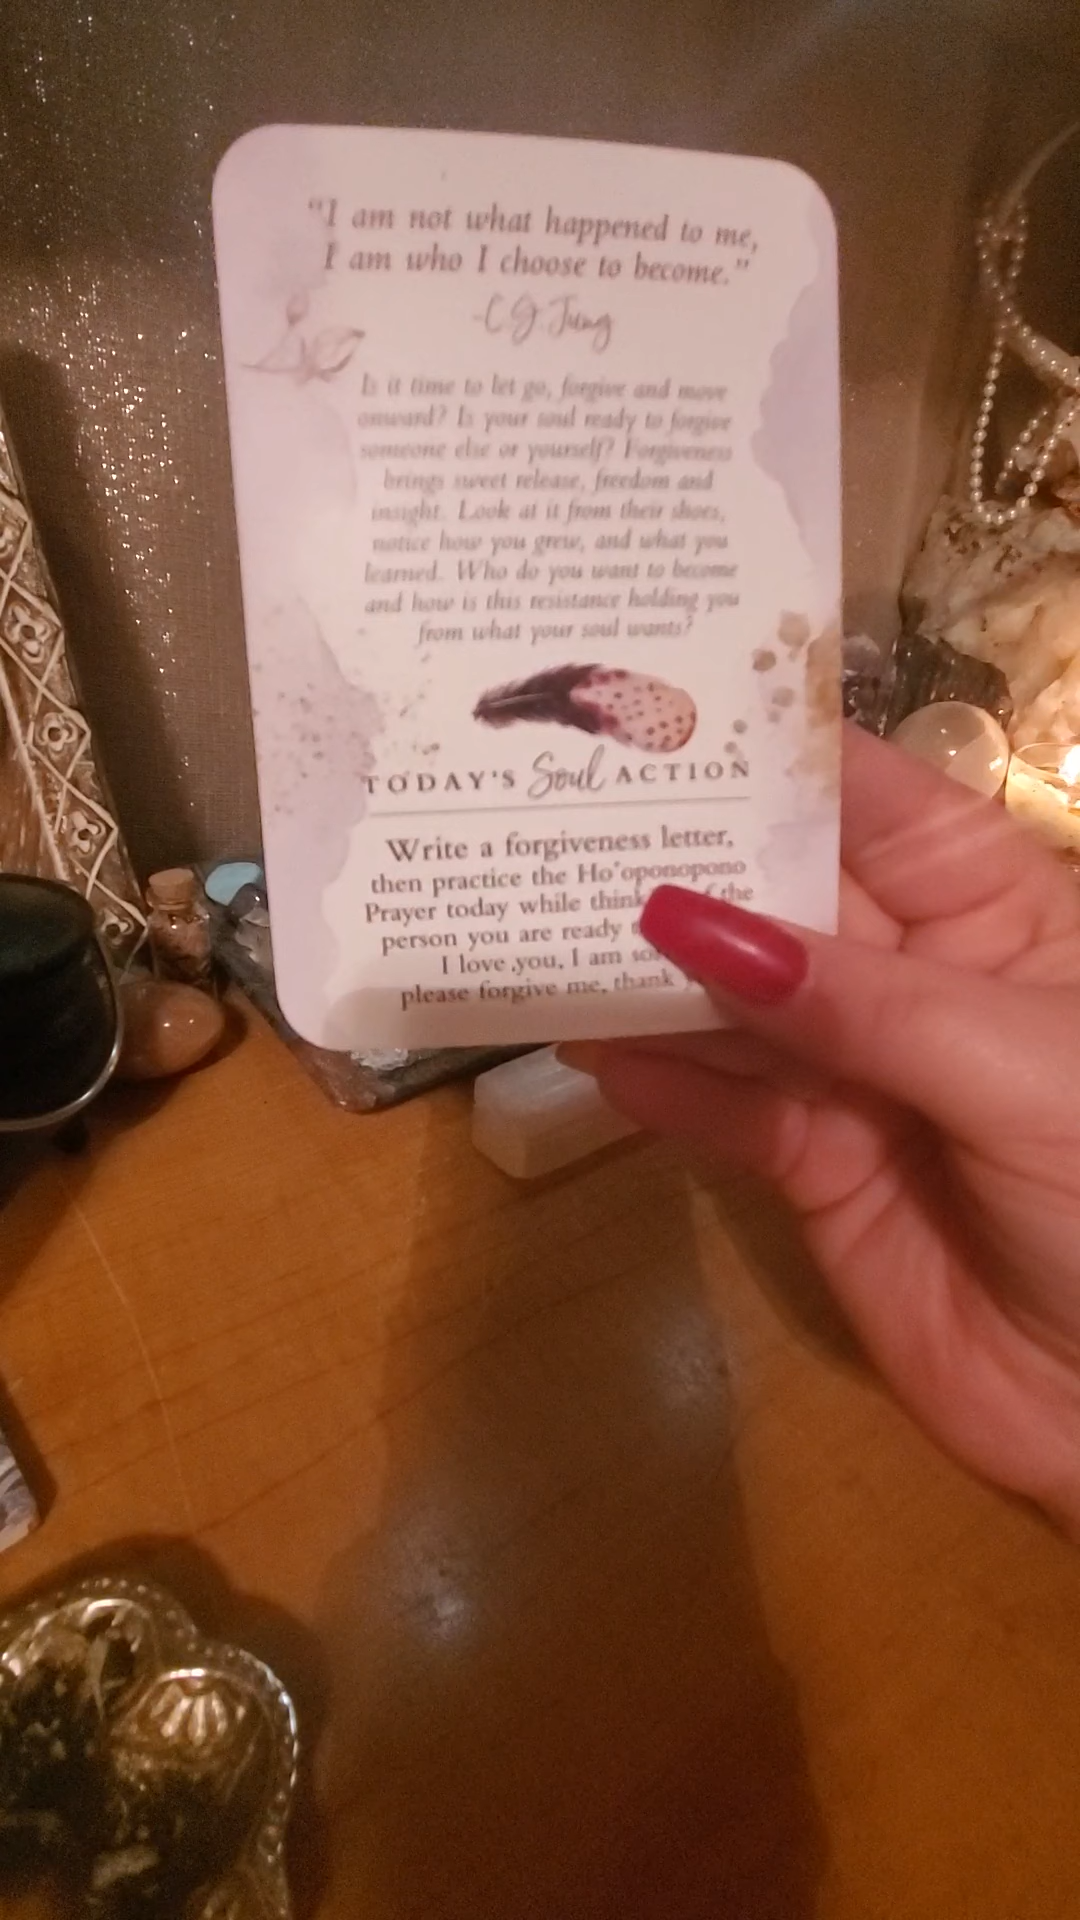 "I am not what happened to me,
I am who I choose to become."
-C G Jung
Is it time to let go, forgive and move
onward? Is your soul ready to forgive
someone else or yourself? Forgiveness
brings sweet release, freedom and
insight. Look at it from their shoes,
notice how you grew, and what you
learned. Who do you want to become
and how is this resistance holding you
from what your soul wants?
TODAY'S Soul ACTION
Write a forgiveness letter,
then practice the Ho'oponopono
Prayer today while think of the
person you are ready
I love you, I am
please forgive me, thank